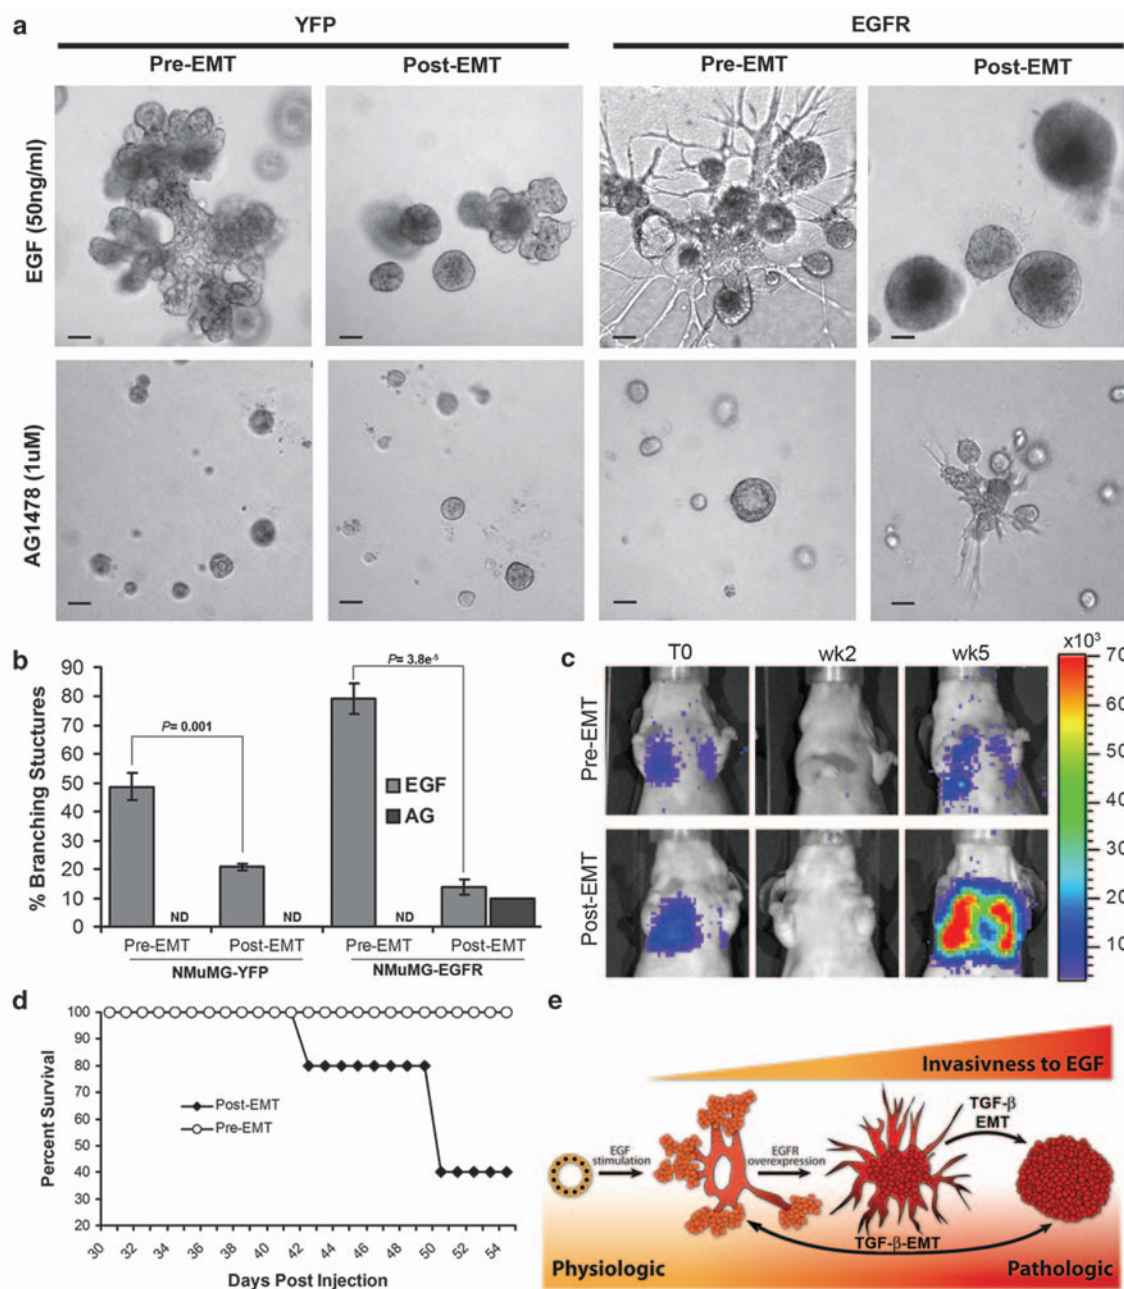 a
YFP
EGFR
Pre-EMT
Post-EMT
Pre-EMT
Post-EMT
EGF (50ng/ml)
AG1478 (1uM)
b
% Branching Stuctures
90
80
70
60
50
40
30
20
10
0
P= 0.001
P= 3.8e-5
EGF
AG
ND
ND
ND
Pre-EMT
Post-EMT
Pre-EMT
Post-EMT
NMuMG-YFP
NMuMG-EGFR
c
T0
wk2
wk5
x10³
Pre-EMT
Post-EMT
70
60
50
40
30
20
10
d
Percent Survival
100
90
80
70
60
50
40
30
20
Post-EMT
Pre-EMT
30
32
34
36
38
40
42
44
46
48
50
52
54
Days Post Injection
e
Invasivness to EGF
TGF-β
EMT
EGF
stimulation
EGFR
overexpression
TGF-β-EMT
Physiologic
Pathologic